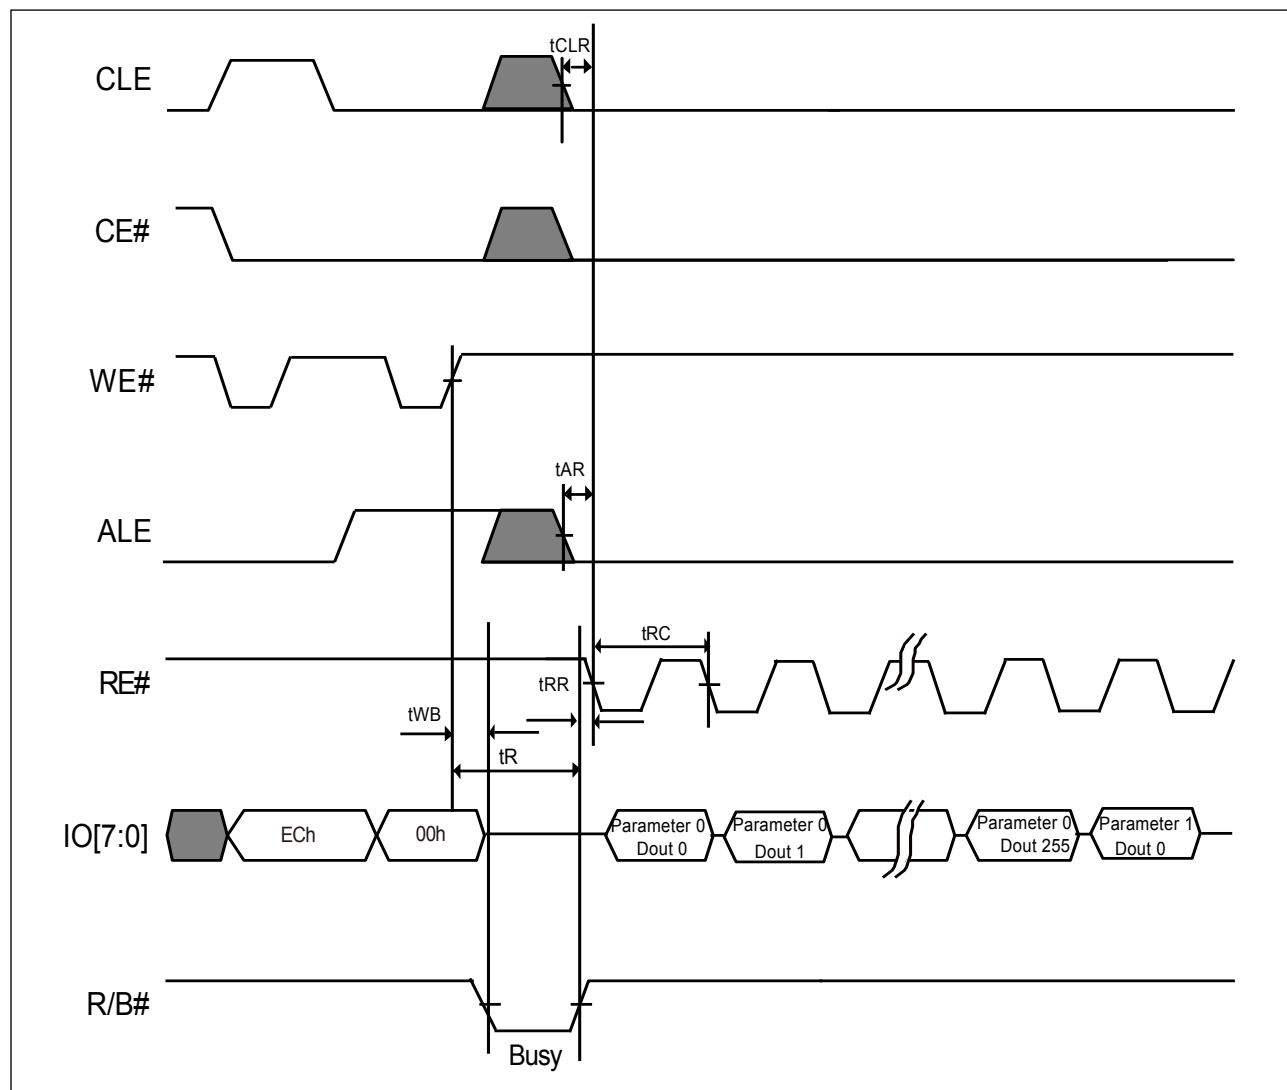 tCLR
CLE
CE#
WE#
tAR
ALE
tRC
RE#
tRR
tWB
tR
IO[7:0]
ECh
00h
Parameter 0
Dout 0
Parameter 0
Dout 1
Parameter 0
Dout 255
Parameter 1
Dout 0
R/B#
Busy